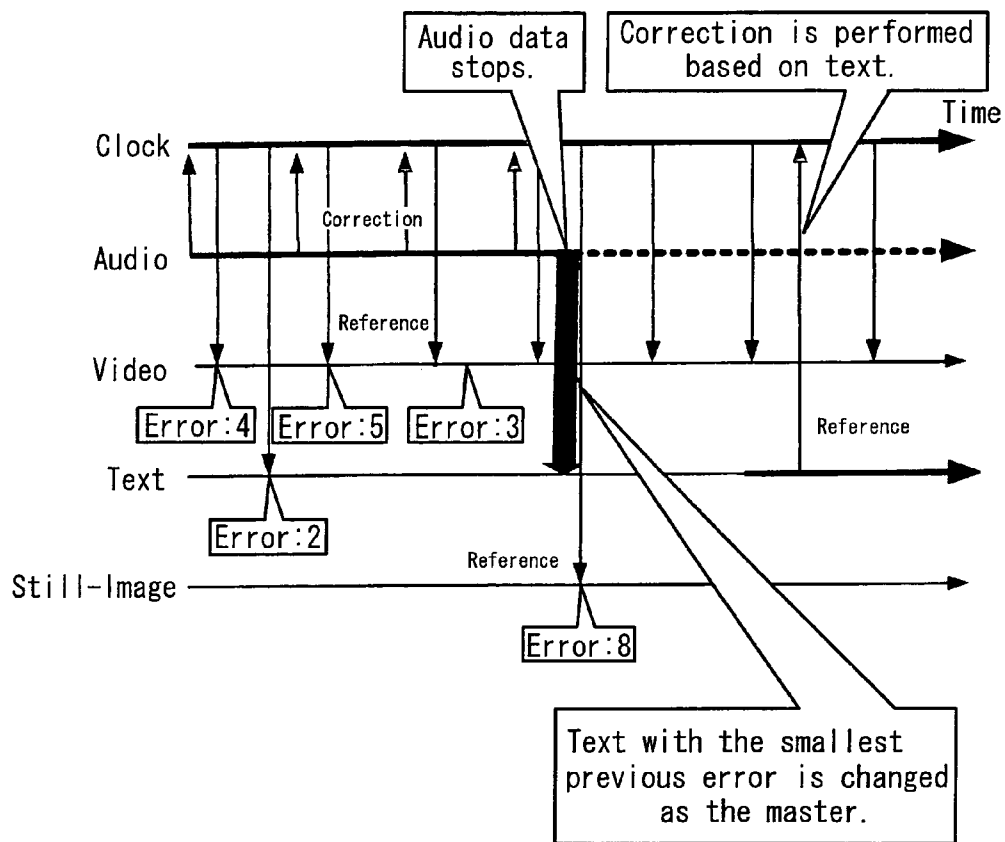 Audio data
stops.
Correction is performed
based on text.
Time
Clock
Correction
Audio
Reference
Video
Error:4
Error:5
Error:3
Reference
Text
Error:2
Reference
Still-Image
Error:8
Text with the smallest
previous error is changed
as the master.